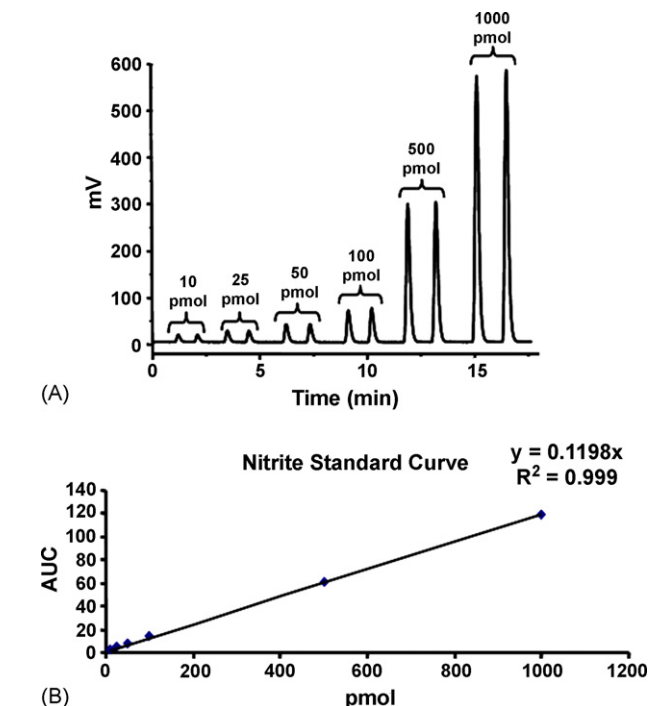 1000
pmol
600
500
400
300
200
100
0
mV
500
pmol
100
pmol
50
pmol
25
pmol
10
pmol
0
5
10
15
Time (min)
(A)
Nitrite Standard Curve
y = 0.1198x
R² = 0.999
140
120
100
80
60
40
20
0
AUC
0
200
400
600
800
1000
1200
pmol
(B)